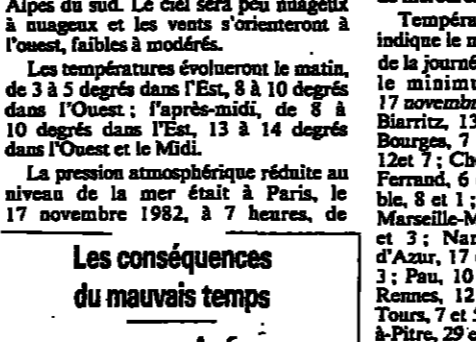 Alpes du sud. Le ciel sera peu nuageux
à nuageux et les vents s'orienteront à
l'ouest, faibles à modérés.
Les températures évolueront le matin,
de 3 à 5 degrés dans l'Est, 8 à 10 degrés
dans l'Ouest ; l'après-midi, de 8 à
10 degrés dans l'Est, 13 à 14 degrés
dans l'Ouest et le Midi.
La pression atmosphérique réduite au
niveau de la mer était à Paris, le
17 novembre 1982, à 7 heures, de
Les conséquences
du mauvais temps
Tempéra
indique le m
de la journé
le minimu
17 novembre
Biarritz, 13
Bourges, 7
12et 7 ; Che
Ferrand, 6
ble, 8 et 1 ;
Marseille-M
et 3 ; Nan
d'Azur, 17
3 ; Pau, 10
Rennes, 12
Tours, 7 et
à-Pitre, 29 e